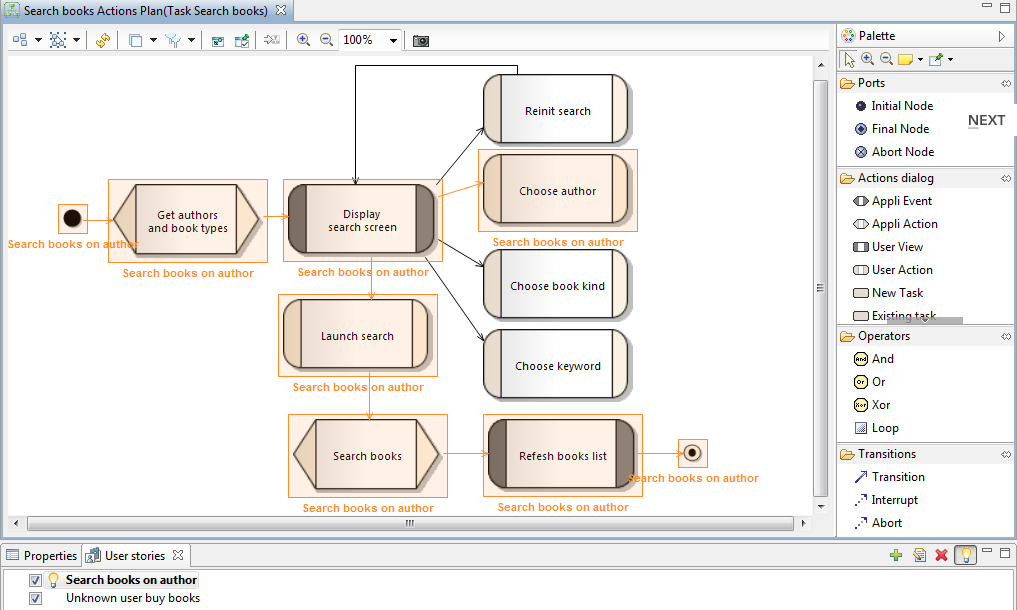 Search books Actions Plan(Task Search books)
100%
Palette
Ports
Initial Node
Final Node
Abort Node
NEXT
Actions dialog
Appli Event
Appli Action
User View
User Action
New Task
Existing task
Operators
And
Or
Xor
Loop
Transitions
Transition
Interrupt
Abort
Reinit search
Choose author
Search books on author
Get authors
and book types
Search books on author
Search books on author
Display
search screen
Search books on author
Choose book kind
Launch search
Search books on author
Choose keyword
Search books
Search books on author
Refesh books list
Search books on author
Search books on author
Properties
User stories
Search books on author
Unknown user buy books